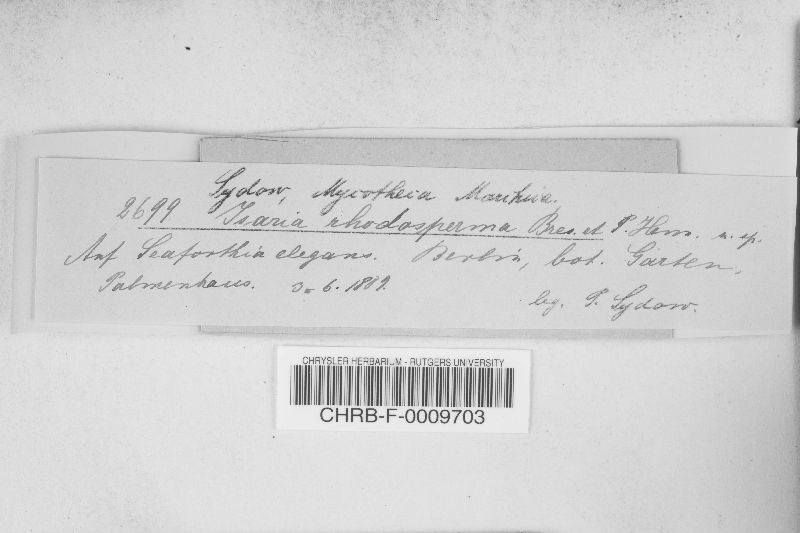 Sydow, Mycotheca Marchica.
2699 Isaria rhodosperma Bres. et P. Henn. n. sp.
Auf Seaforthia elegans. Berlin, bot. Garten,
Palmenhaus. 6. 1889.
leg. P. Sydow.
CHRYSLER HERBARIUM - RUTGERS UNIVERSITY
CHRB-F-0009703